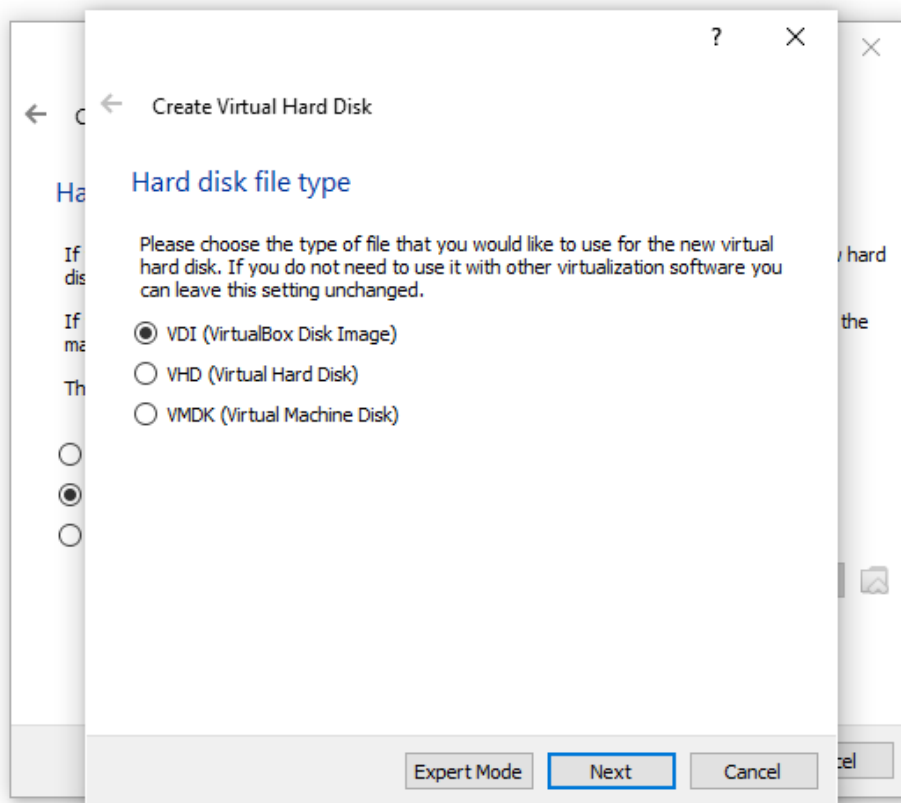 ?
Create Virtual Hard Disk
Hard disk file type
Please choose the type of file that you would like to use for the new virtual
hard disk. If you do not need to use it with other virtualization software you
can leave this setting unchanged.
VDI (VirtualBox Disk Image)
VHD (Virtual Hard Disk)
VMDK (Virtual Machine Disk)
Expert Mode Next Cancel
If
hard
the